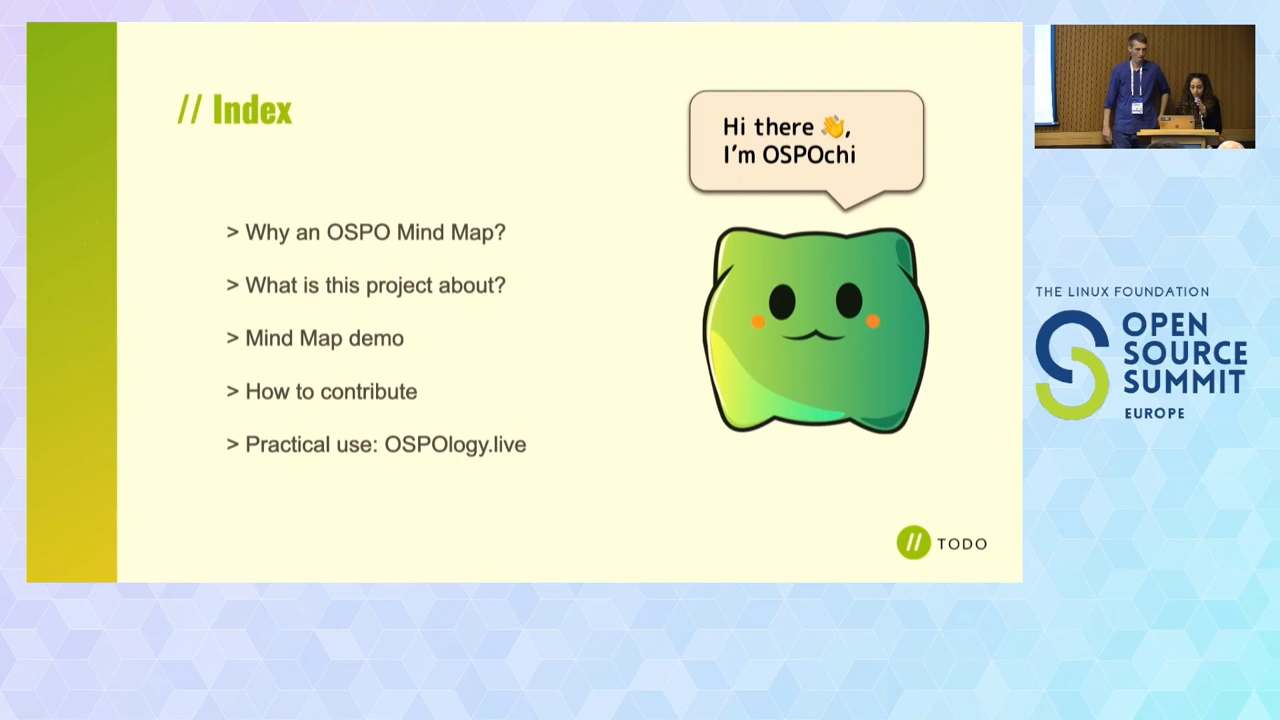 // Index
Hi there 👋,
I'm OSPOchi
> Why an OSPO Mind Map?
> What is this project about?
> Mind Map demo
> How to contribute
> Practical use: OSPOlogy.live
// TODO
THE LINUX FOUNDATION
OPEN
SOURCE
SUMMIT
EUROPE